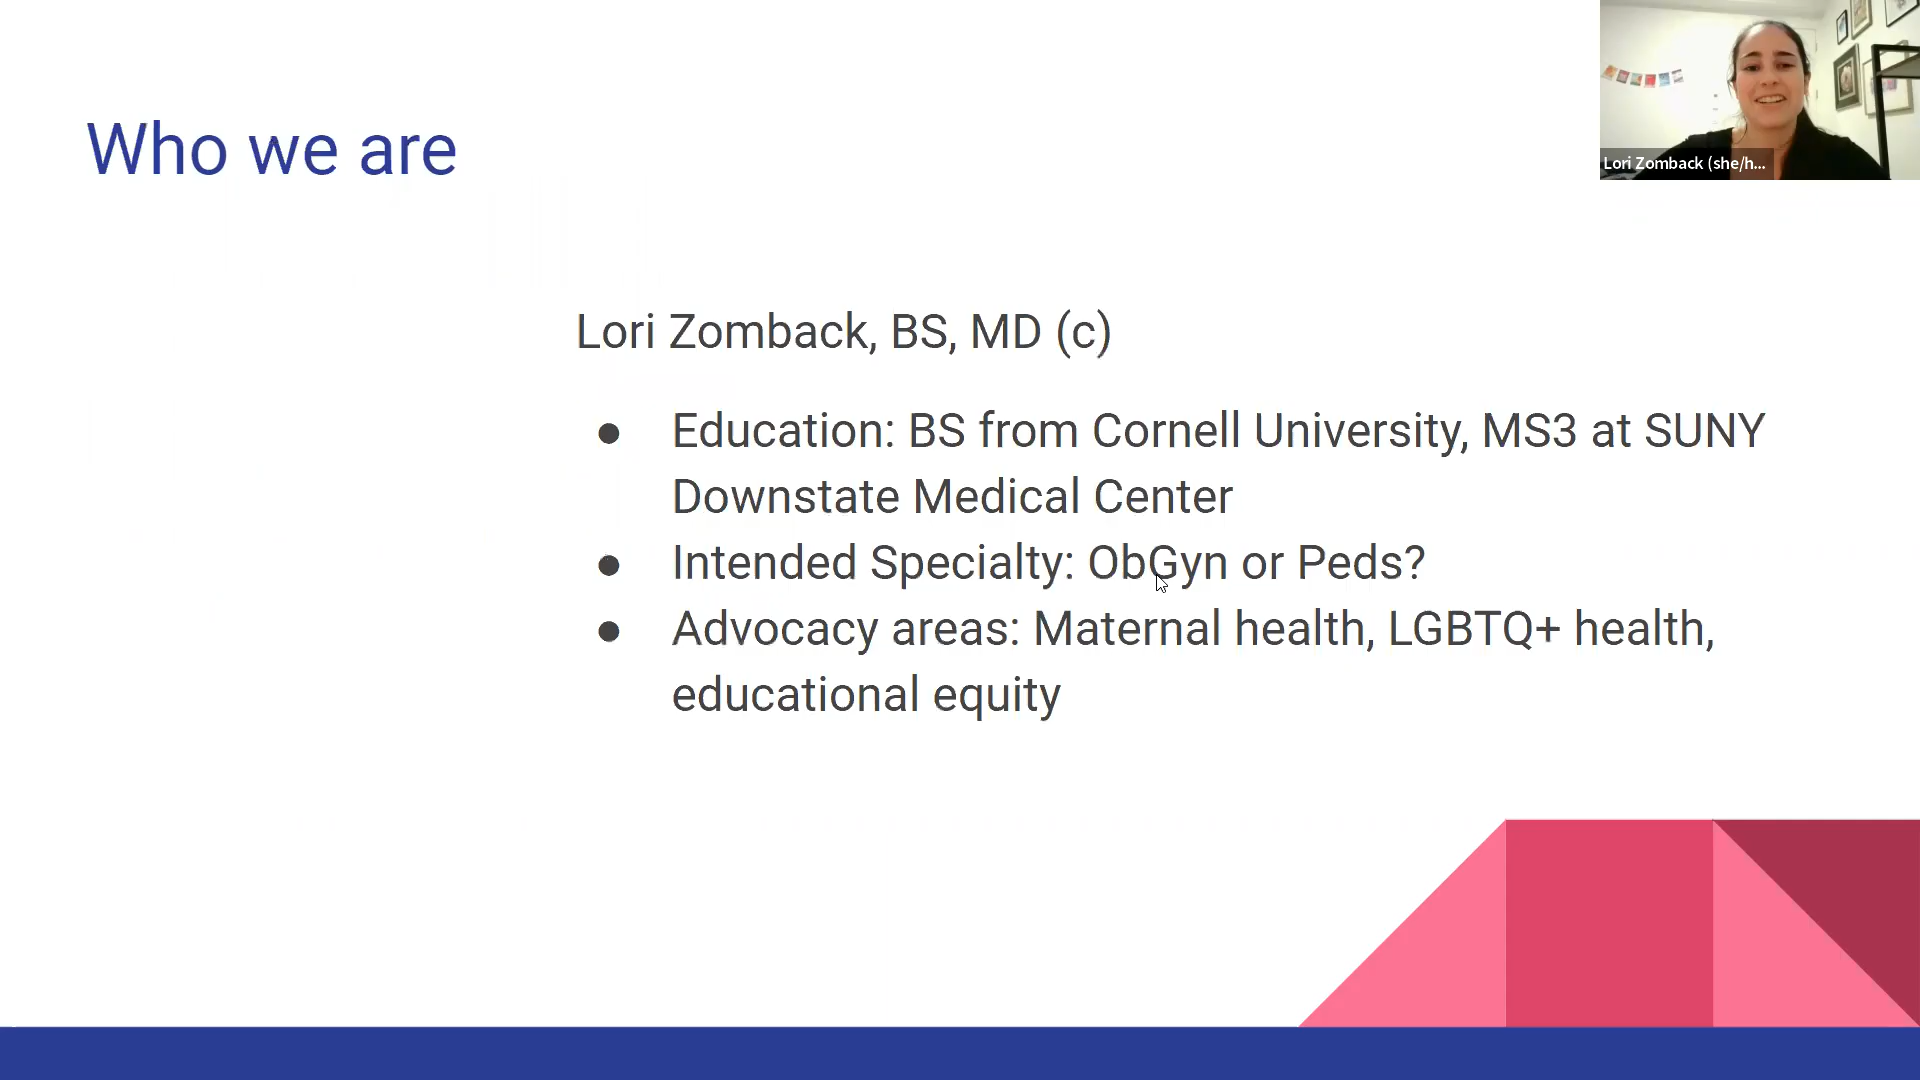 Who we are
Lori Zomback (she/h...
Lori Zomback, BS, MD (c)
● Education: BS from Cornell University, MS3 at SUNY
Downstate Medical Center
● Intended Specialty: ObGyn or Peds?
● Advocacy areas: Maternal health, LGBTQ+ health,
educational equity